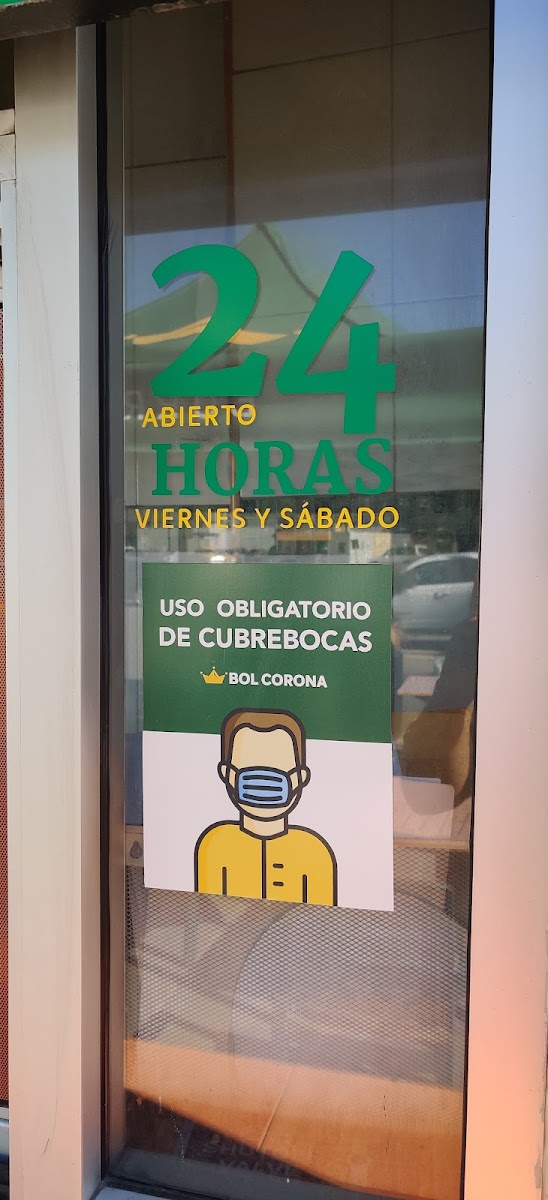 24
ABIERTO
HORAS
VIERNES Y SÁBADO
USO OBLIGATORIO
DE CUBREBOCAS
BOL CORONA